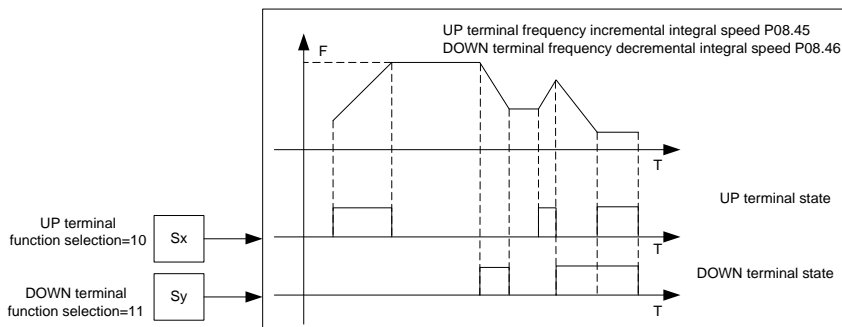 UP terminal frequency incremental integral speed P08.45
DOWN terminal frequency decremental integral speed P08.46
F
T
UP terminal state
UP terminal
function selection=10
Sx
T
DOWN terminal state
DOWN terminal
function selection=11
Sy
T